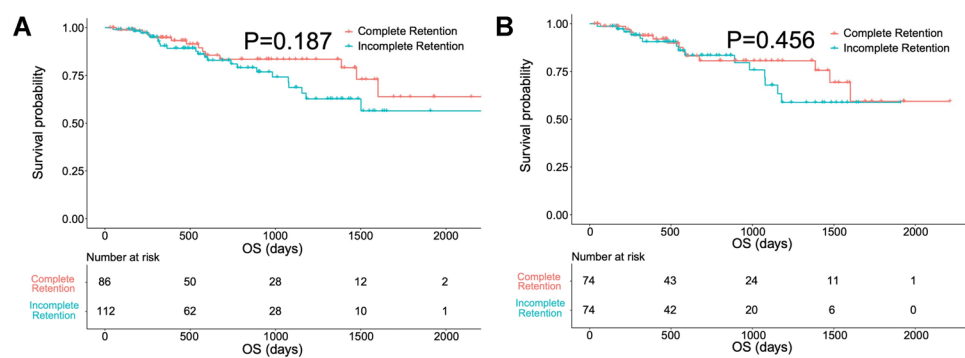 A
P=0.187
Complete Retention
Incomplete Retention
Survival probability
1.00
0.75
0.50
0.25
0.00
0 500 1000 1500 2000
OS (days)
Number at risk
Complete
Retention
86 50 28 12 2
Incomplete
Retention
112 62 28 10 1
0 500 1000 1500 2000
OS (days)
B
P=0.456
Complete Retention
Incomplete Retention
Survival probability
1.00
0.75
0.50
0.25
0.00
0 500 1000 1500 2000
OS (days)
Number at risk
Complete
Retention
74 43 24 11 1
Incomplete
Retention
74 42 20 6 0
0 500 1000 1500 2000
OS (days)